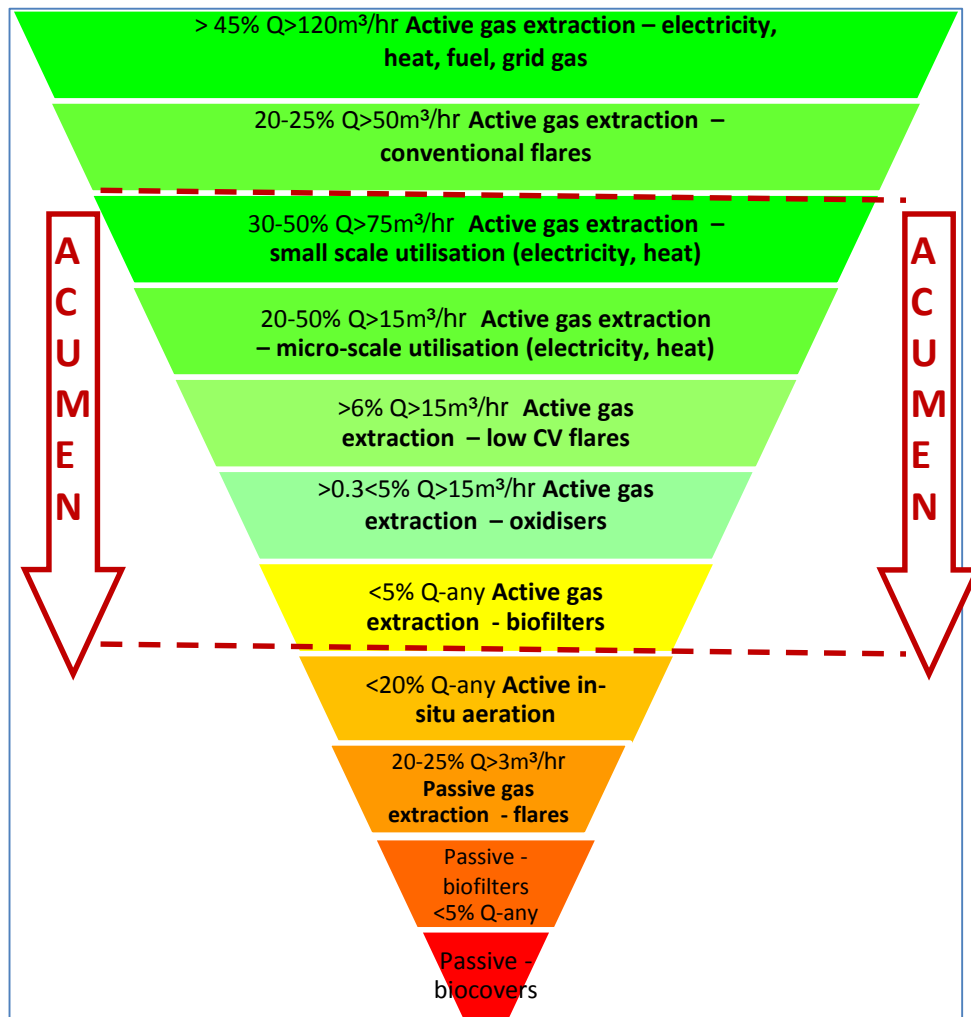 > 45% Q>120m³/hr Active gas extraction – electricity,
heat, fuel, grid gas
20-25% Q>50m³/hr Active gas extraction –
conventional flares
A
C
U
M
E
N
30-50% Q>75m³/hr Active gas extraction –
small scale utilisation (electricity, heat)
20-50% Q>15m³/hr Active gas extraction
– micro-scale utilisation (electricity, heat)
>6% Q>15m³/hr Active gas
extraction – low CV flares
>0.3<5% Q>15m³/hr Active gas
extraction – oxidisers
<5% Q-any Active gas
extraction - biofilters
A
C
U
M
E
N
<20% Q-any Active in-
situ aeration
20-25% Q>3m³/hr
Passive gas
extraction - flares
Passive -
biofilters
<5% Q-any
Passive -
biocovers